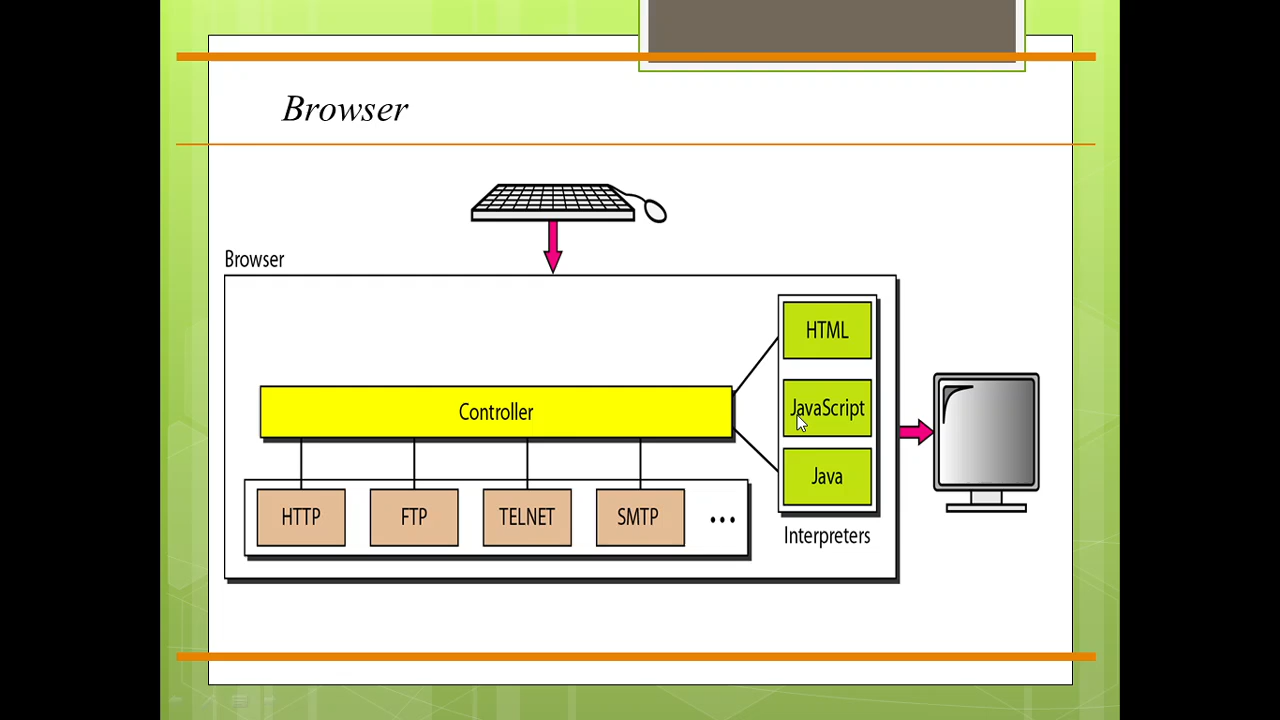 Browser
Browser
HTML
Controller
JavaScript
Java
HTTP
FTP
TELNET
SMTP
...
Interpreters